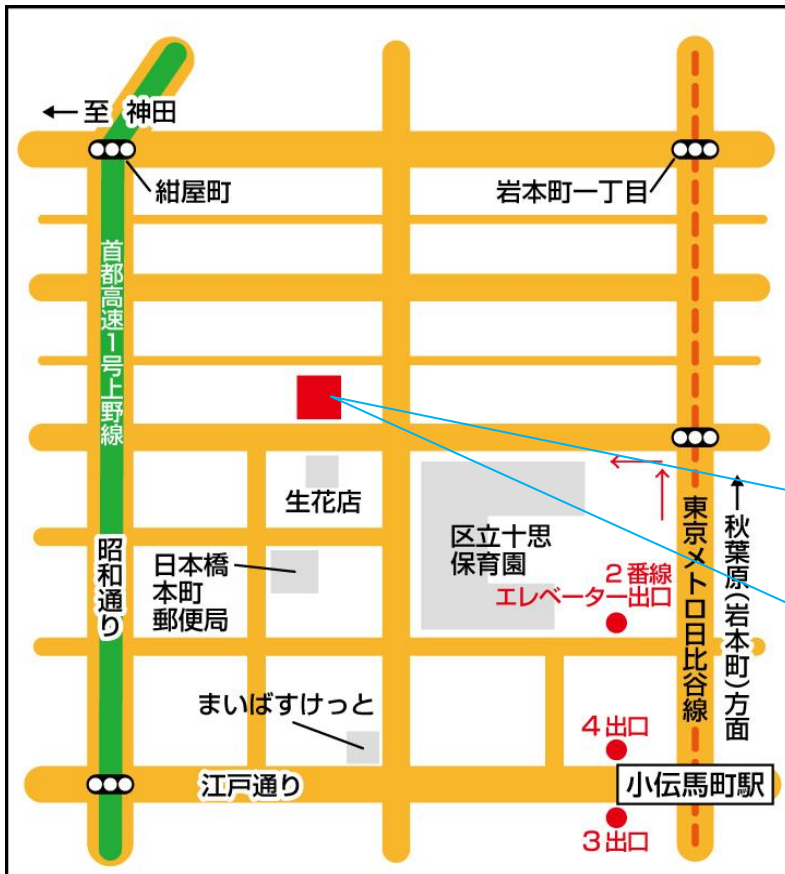 ← 至 神田
紺屋町
岩本町一丁目
首都高速1号上野線
生花店
区立十思
保育園
日本橋
本町
郵便局
昭和通り
2番線
エレベーター出口
東京メトロ日比谷線
秋葉原(岩本町)方面
まいばすけっと
4出口
江戸通り
小伝馬町駅
3出口